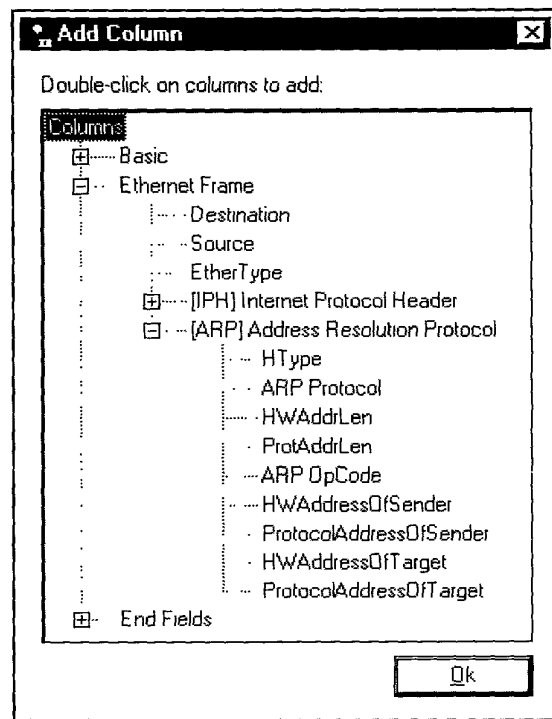 Add Column
Double-click on columns to add:
Columns
Basic
Ethernet Frame
Destination
Source
EtherType
[IPH] Internet Protocol Header
[ARP] Address Resolution Protocol
HType
ARP Protocol
HWAddrLen
ProtAddrLen
ARP OpCode
HWAddressOfSender
ProtocolAddressOfSender
HWAddressOfTarget
ProtocolAddressOfTarget
End Fields
Ok